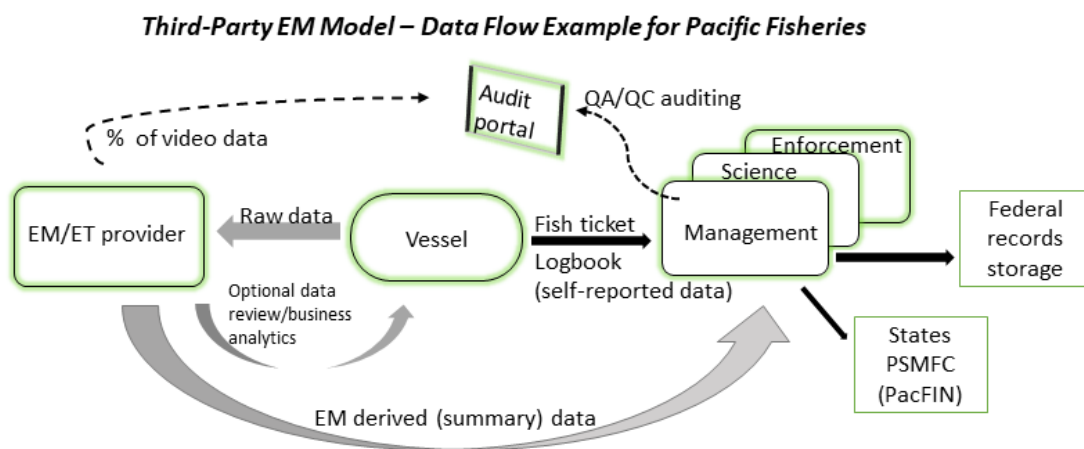 Third-Party EM Model – Data Flow Example for Pacific Fisheries
Audit
portal
QA/QC auditing
% of video data
Enforcement
Science
Management
EM/ET provider
Raw data
Vessel
Fish ticket
Logbook
(self-reported data)
Federal
records
storage
Optional data
review/business
analytics
States
PSMFC
(PacFIN)
EM derived (summary) data